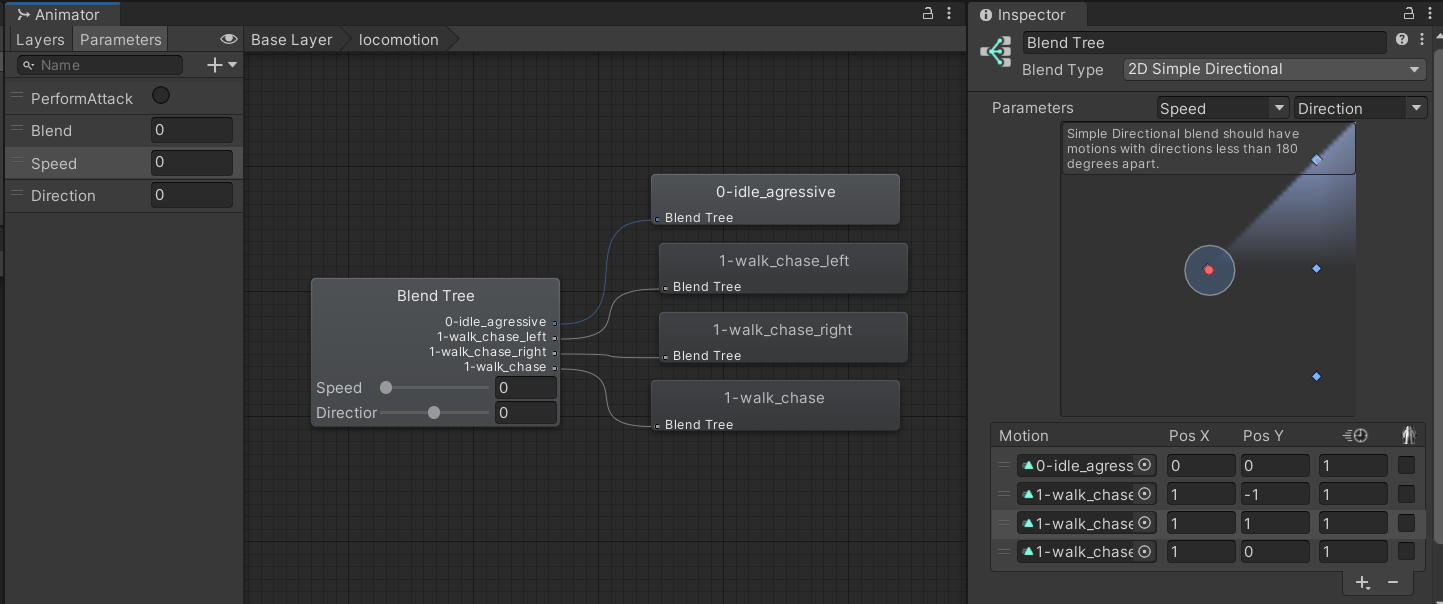 Animator
Layers Parameters
Name
PerformAttack
Blend 0
Speed 0
Direction 0
Base Layer locomotion
Blend Tree
0-idle_agressive
1-walk_chase_left
1-walk_chase_right
1-walk_chase
Speed 0
Direction 0
0-idle_agressive
Blend Tree
1-walk_chase_left
Blend Tree
1-walk_chase_right
Blend Tree
1-walk_chase
Blend Tree
Inspector
Blend Tree
Blend Type 2D Simple Directional
Parameters Speed Direction
Simple Directional blend should have
motions with directions less than 180
degrees apart.
Motion Pos X Pos Y
0-idle_agress 0 0 1
1-walk_chase 1 -1 1
1-walk_chase 1 1 1
1-walk_chase 1 0 1